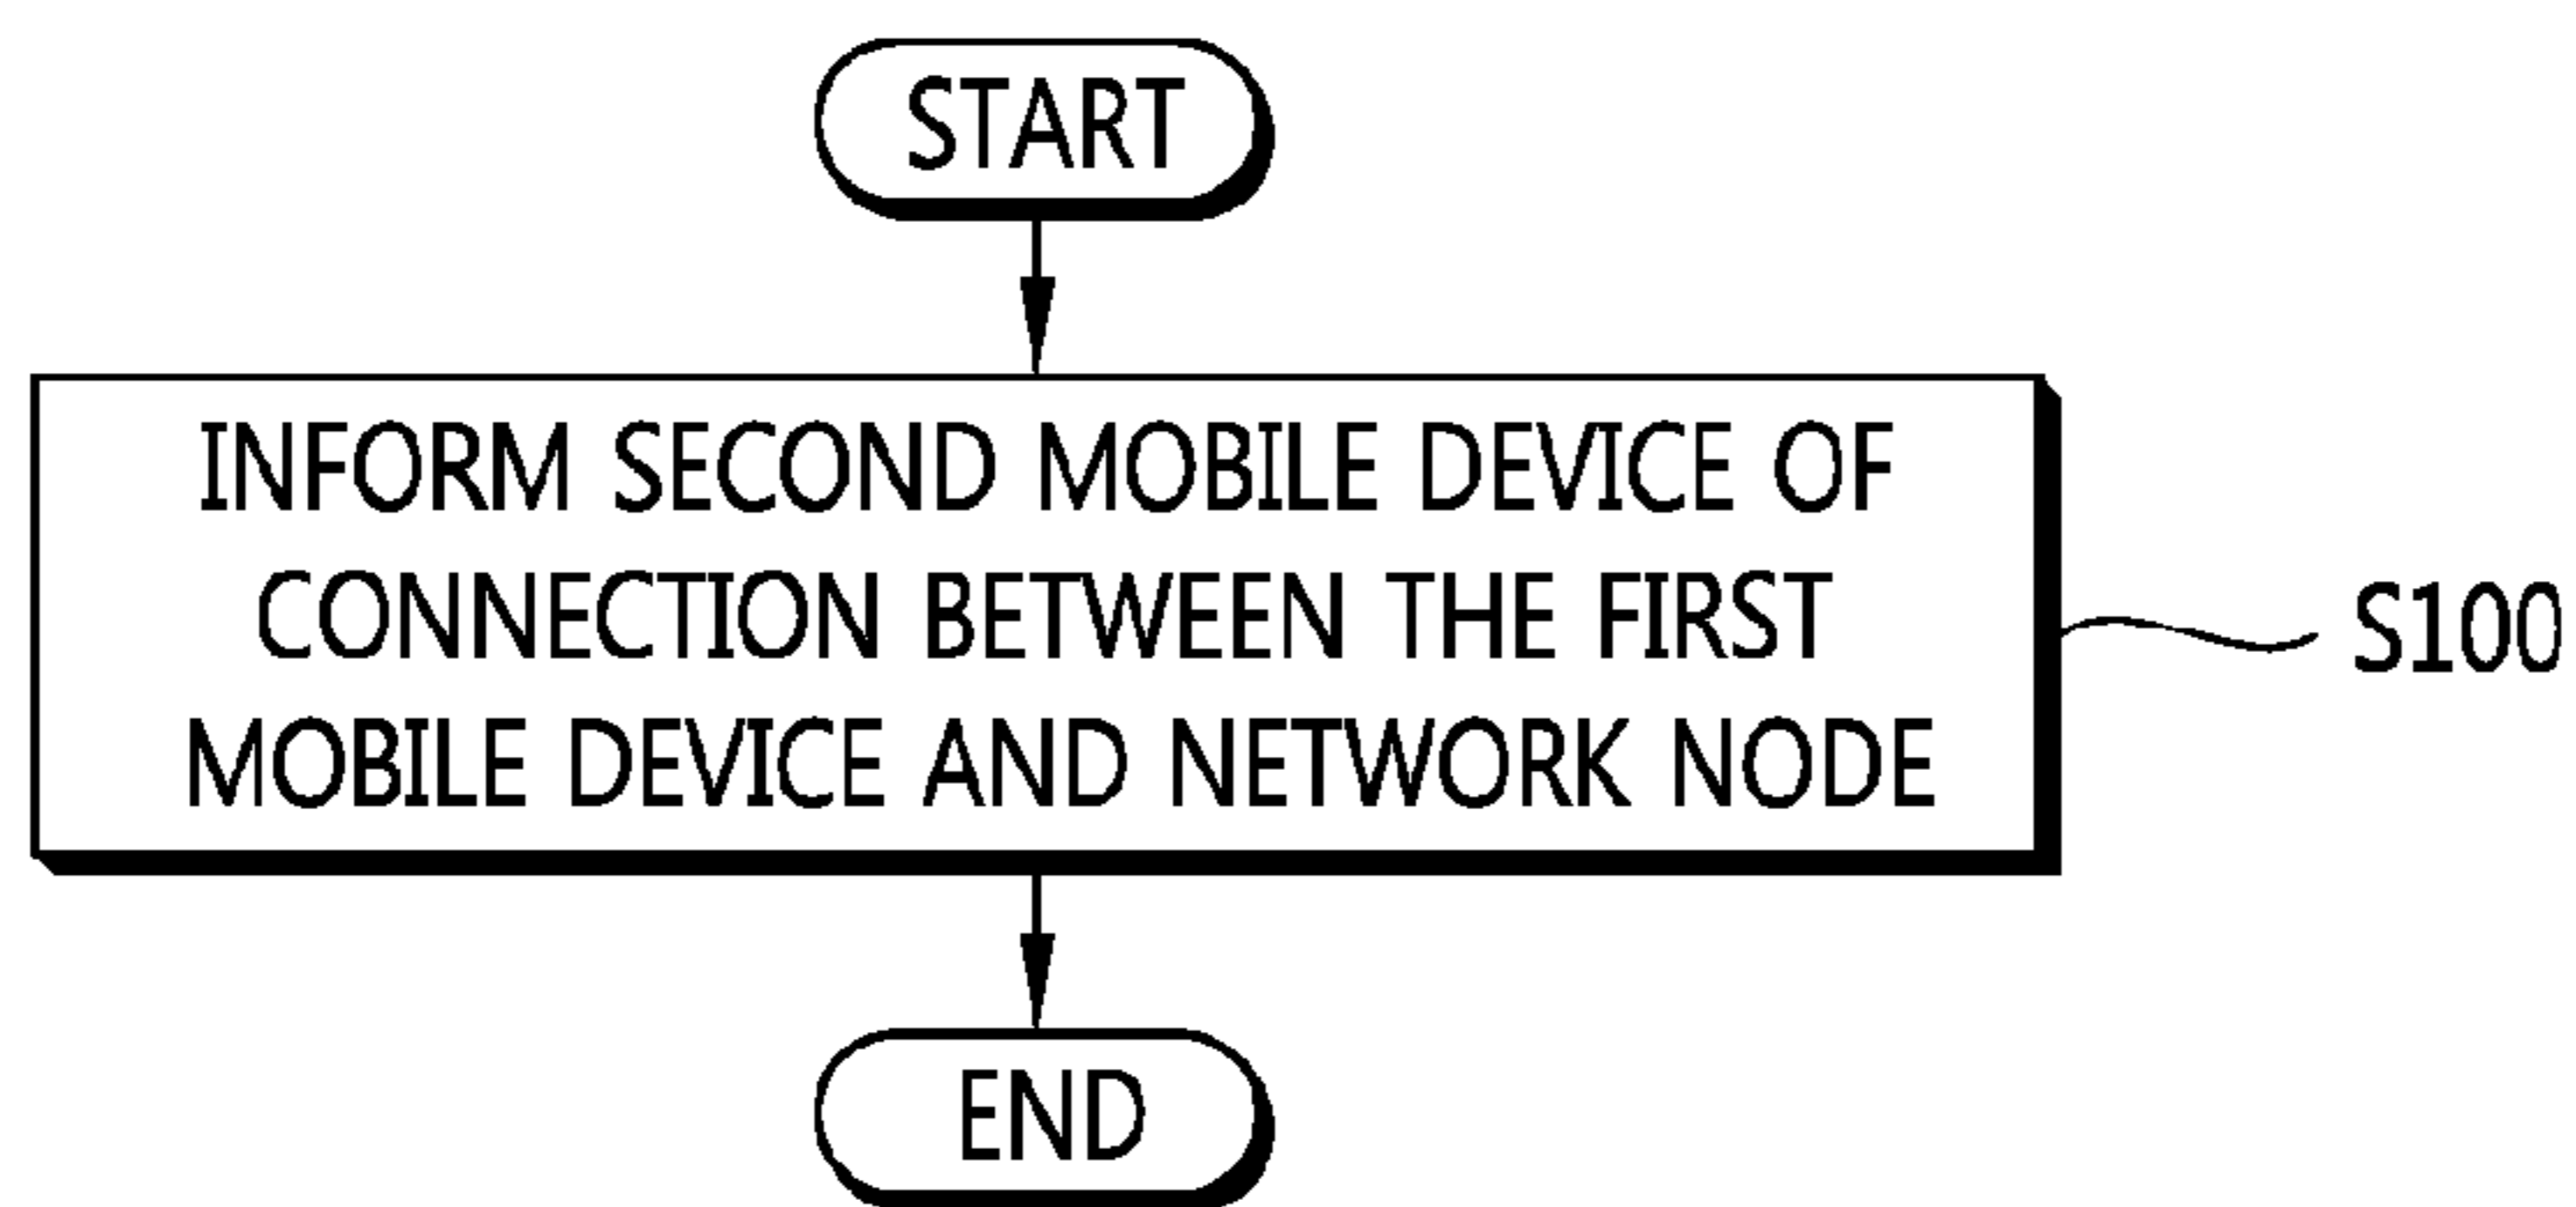 START
INFORM SECOND MOBILE DEVICE OF
CONNECTION BETWEEN THE FIRST
MOBILE DEVICE AND NETWORK NODE
S100
END